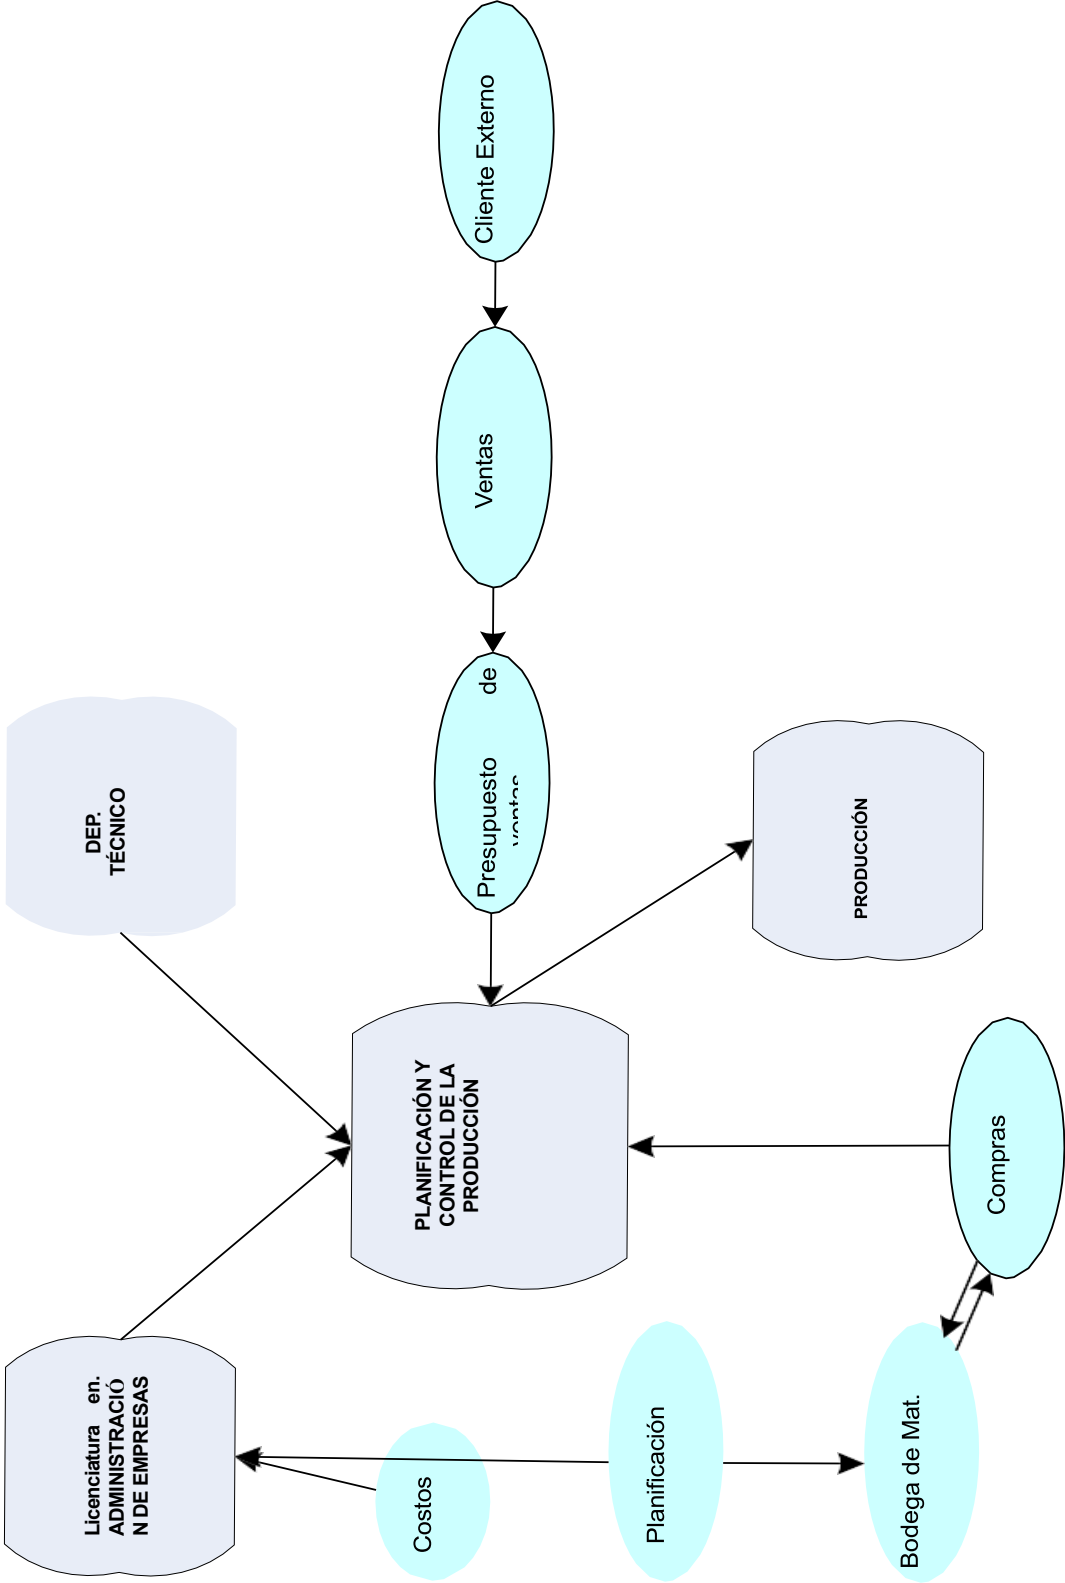 Licenciatura en.
ADMINISTRACIÓ
N DE EMPRESAS
DEP.
TÉCNICO
Costos
PLANIFICACIÓN Y
CONTROL DE LA
PRODUCCIÓN
Presupuesto de
ventas
Ventas
Cliente Externo
Planificación
PRODUCCIÓN
Bodega de Mat.
Compras